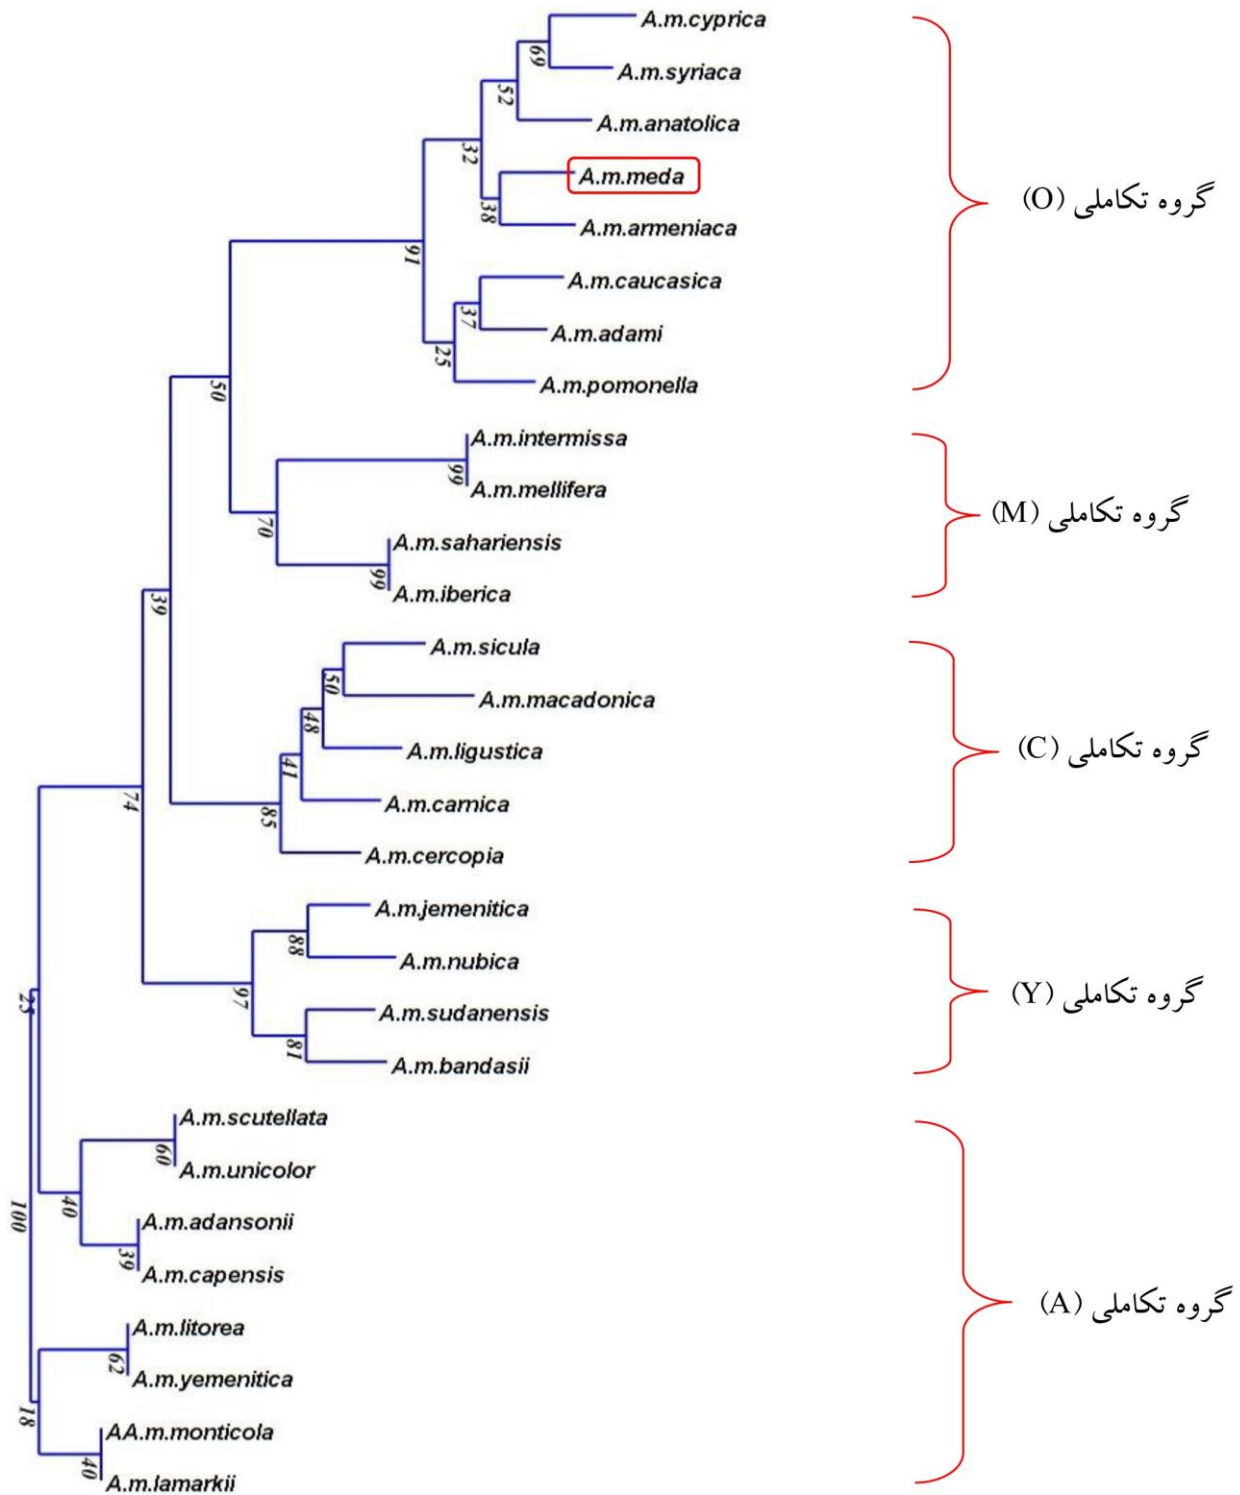 A.m.cyprica
69
A.m.syriaca
52
A.m.anatolica
32
A.m.meda
38
A.m.armeniaca
گروه تکاملی (O)
91
A.m.caucasica
37
A.m.adami
25
A.m.pomonella
50
A.m.intermissa
99
A.m.mellifera
70
A.m.sahariensis
99
A.m.iberica
گروه تکاملی (M)
39
A.m.sicula
50
A.m.macadonica
48
A.m.ligustica
41
A.m.carnica
85
A.m.cercopia
گروه تکاملی (C)
74
A.m.jemenitica
88
A.m.nubica
97
A.m.sudanensis
81
A.m.bandasii
گروه تکاملی (Y)
25
A.m.scutellata
60
A.m.unicolor
40
A.m.adansonii
39
A.m.capensis
100
A.m.litorea
62
A.m.yemenitica
18
AA.m.monticola
40
A.m.lamarkii
گروه تکاملی (A)